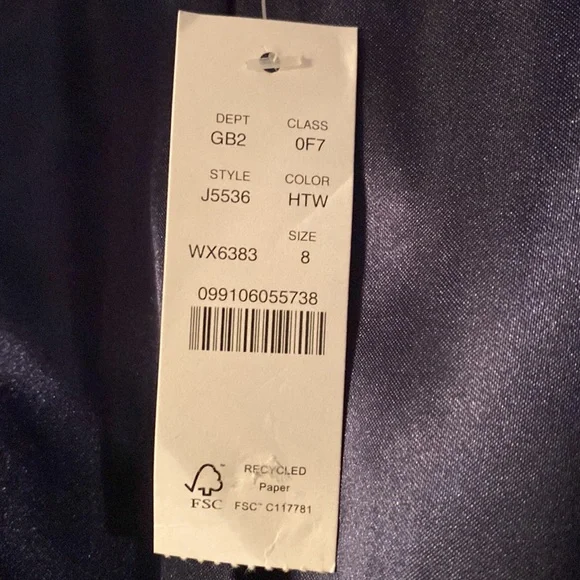 DEPT CLASS
GB2 0F7
STYLE COLOR
J5536 HTW
SIZE
WX6383 8
099106055738
RECYCLED
Paper
FSC™ C117781
FSC